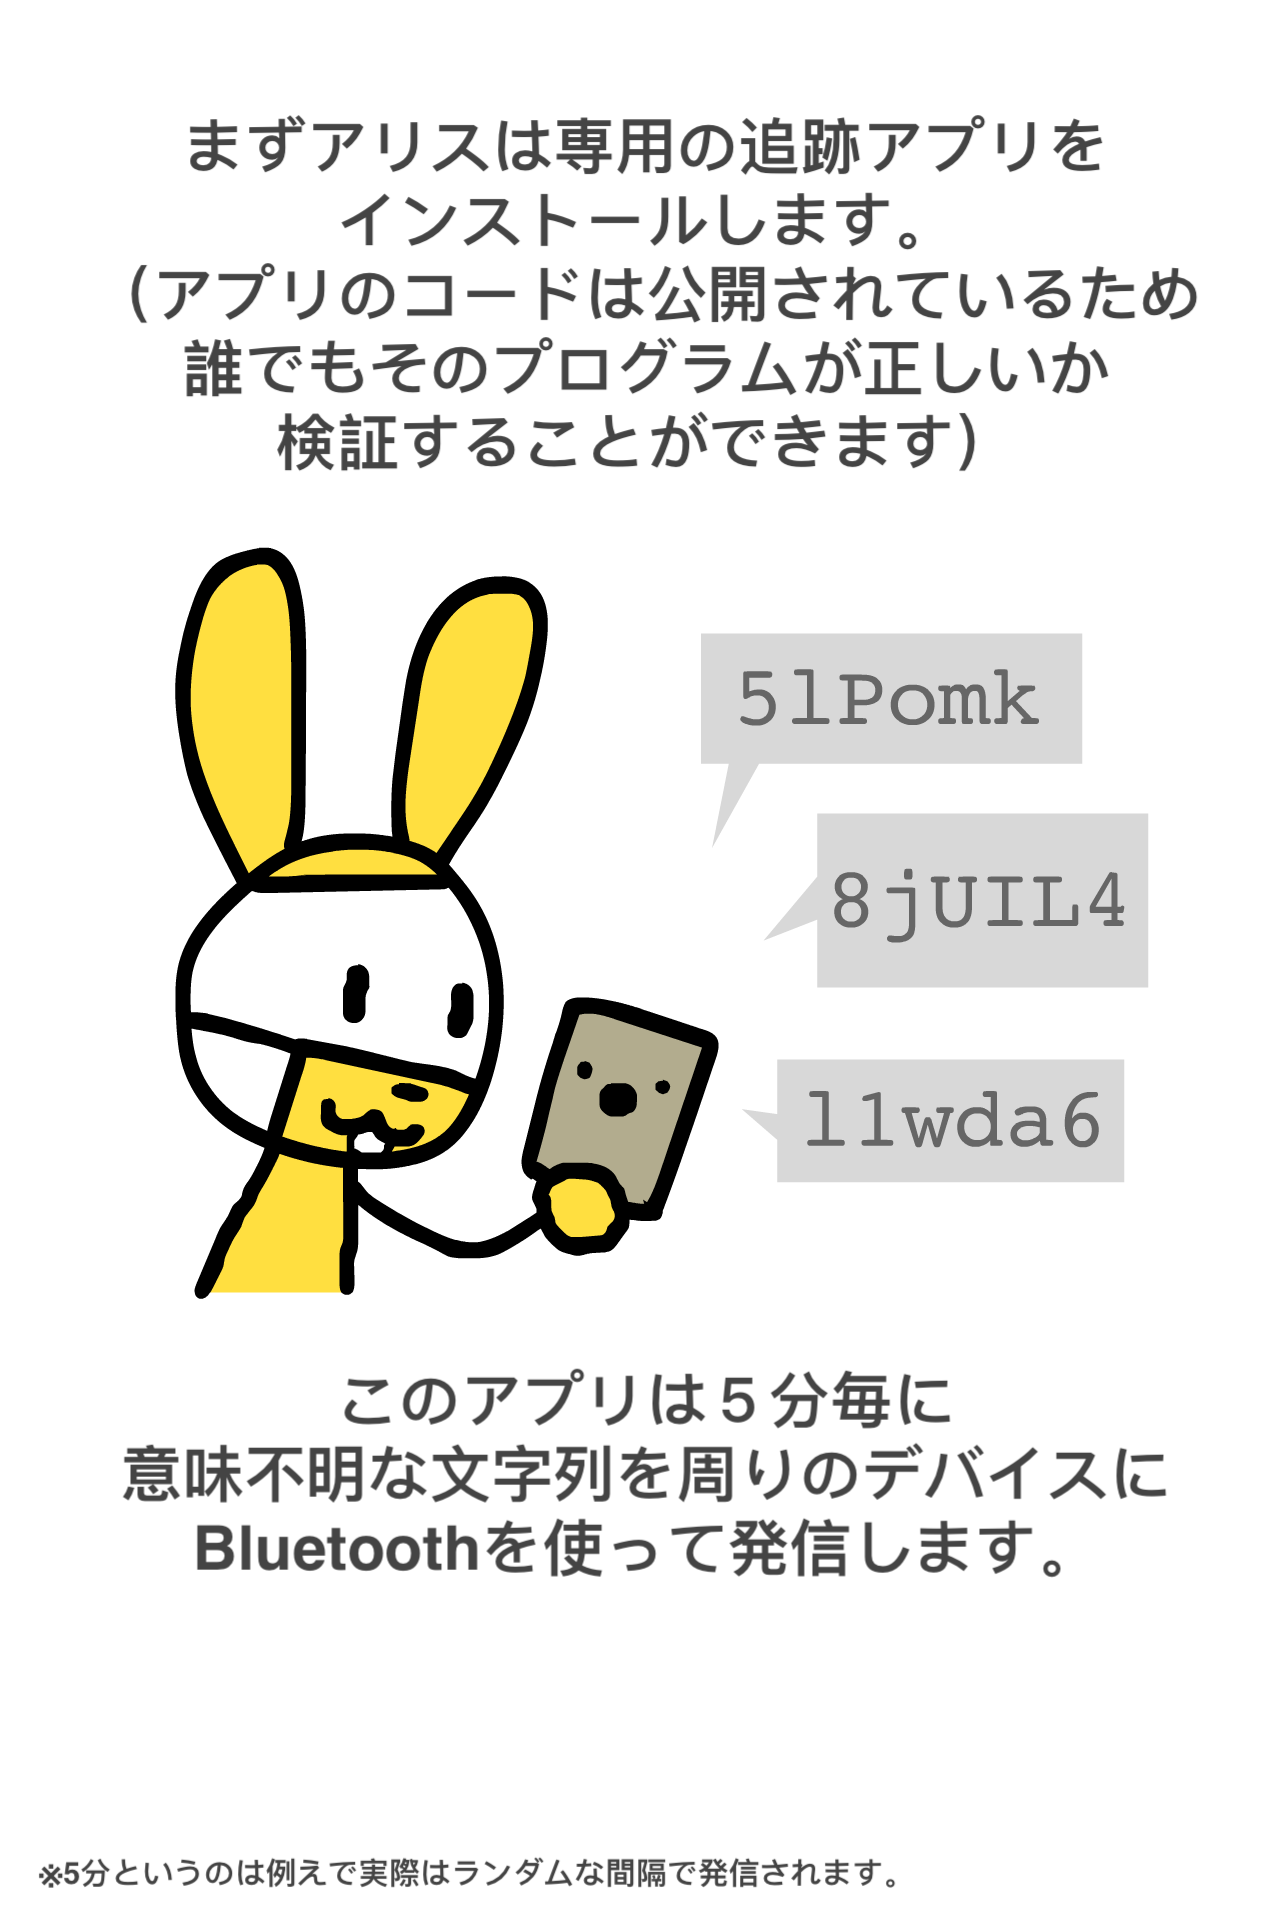 まずアリスは専用の追跡アプリを
インストールします。
（アプリのコードは公開されているため
誰でもそのプログラムが正しいか
検証することができます）
5lPomk
8jUIL4
l1wda6
このアプリは５分毎に
意味不明な文字列を周りのデバイスに
Bluetoothを使って発信します。
※5分というのは例えで実際はランダムな間隔で発信されます。